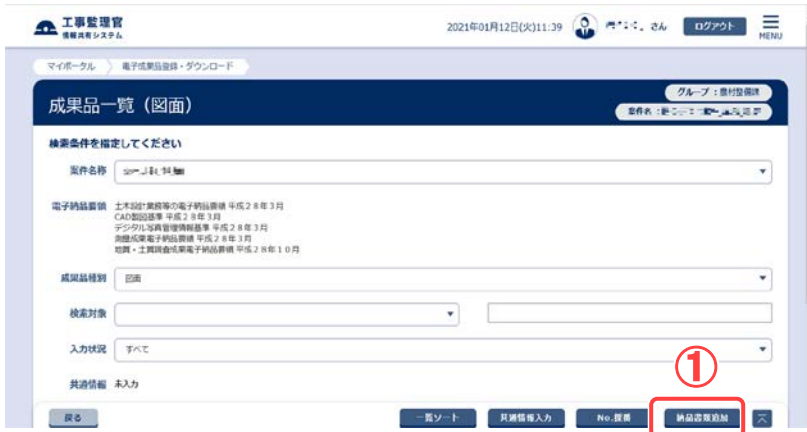 工事監理官
情報共有システム
2021年01月12日(火)11:39
さん
ログアウト
MENU
マイポータル
電子成果品登録・ダウンロード
成果品一覧（図面）
グループ：農村整備課
案件名：
検索条件を指定してください
案件名称
電子納品要領
土木設計業務等の電子納品要領 平成２８年３月
CAD製図基準 平成２８年３月
デジタル写真管理情報基準 平成２８年３月
測量成果電子納品要領 平成２８年３月
地質・土質調査成果電子納品要領 平成２８年１０月
成果品種別
図面
検索対象
入力状況
すべて
共通情報
未入力
①
戻る
一覧ソート
共通情報入力
No.採番
納品書類追加